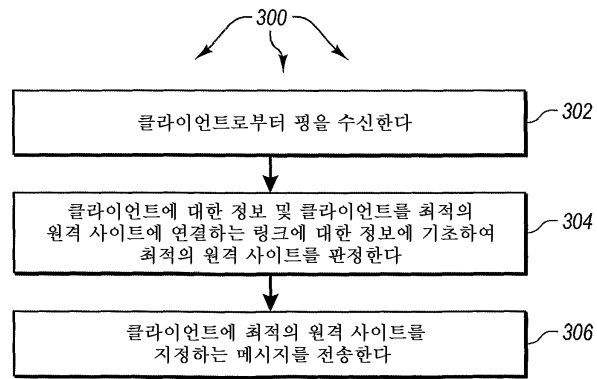 300
클라이언트로부터 핑을 수신한다
302
클라이언트에 대한 정보 및 클라이언트를 최적의
원격 사이트에 연결하는 링크에 대한 정보에 기초하여
최적의 원격 사이트를 판정한다
304
클라이언트에 최적의 원격 사이트를
지정하는 메시지를 전송한다
306